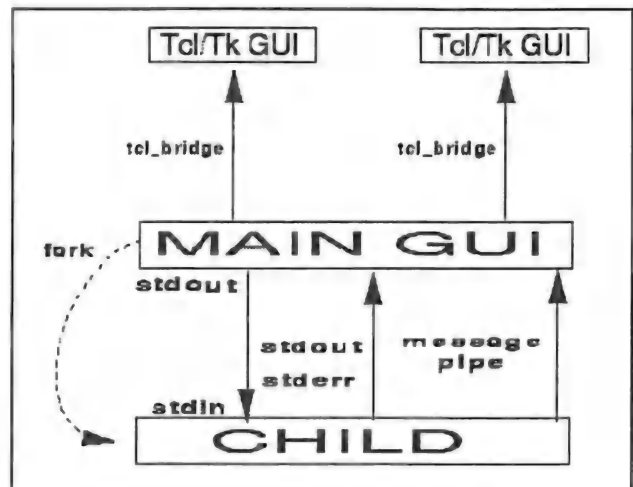 Tcl/Tk GUI
Tcl/Tk GUI
tcl_bridge
tcl_bridge
fork
MAIN GUI
stdout
stdout
stderr
message
pipe
stdin
CHILD